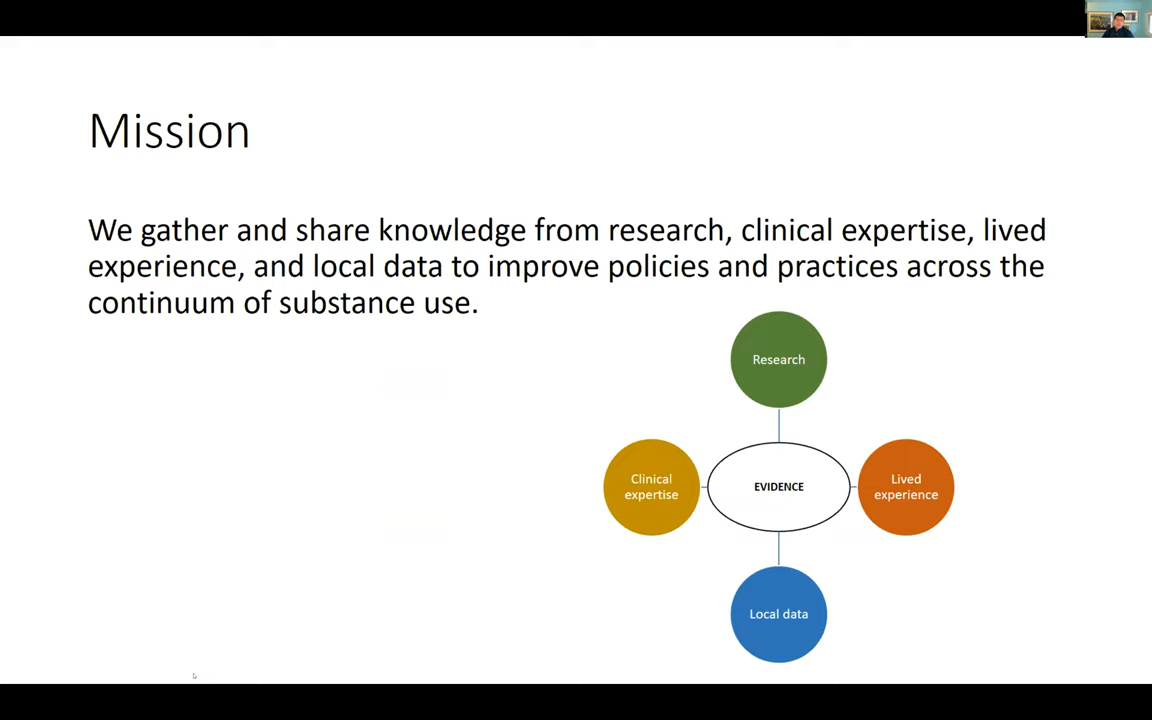 Mission
We gather and share knowledge from research, clinical expertise, lived
experience, and local data to improve policies and practices across the
continuum of substance use.
Research
Clinical
expertise
EVIDENCE
Lived
experience
Local data